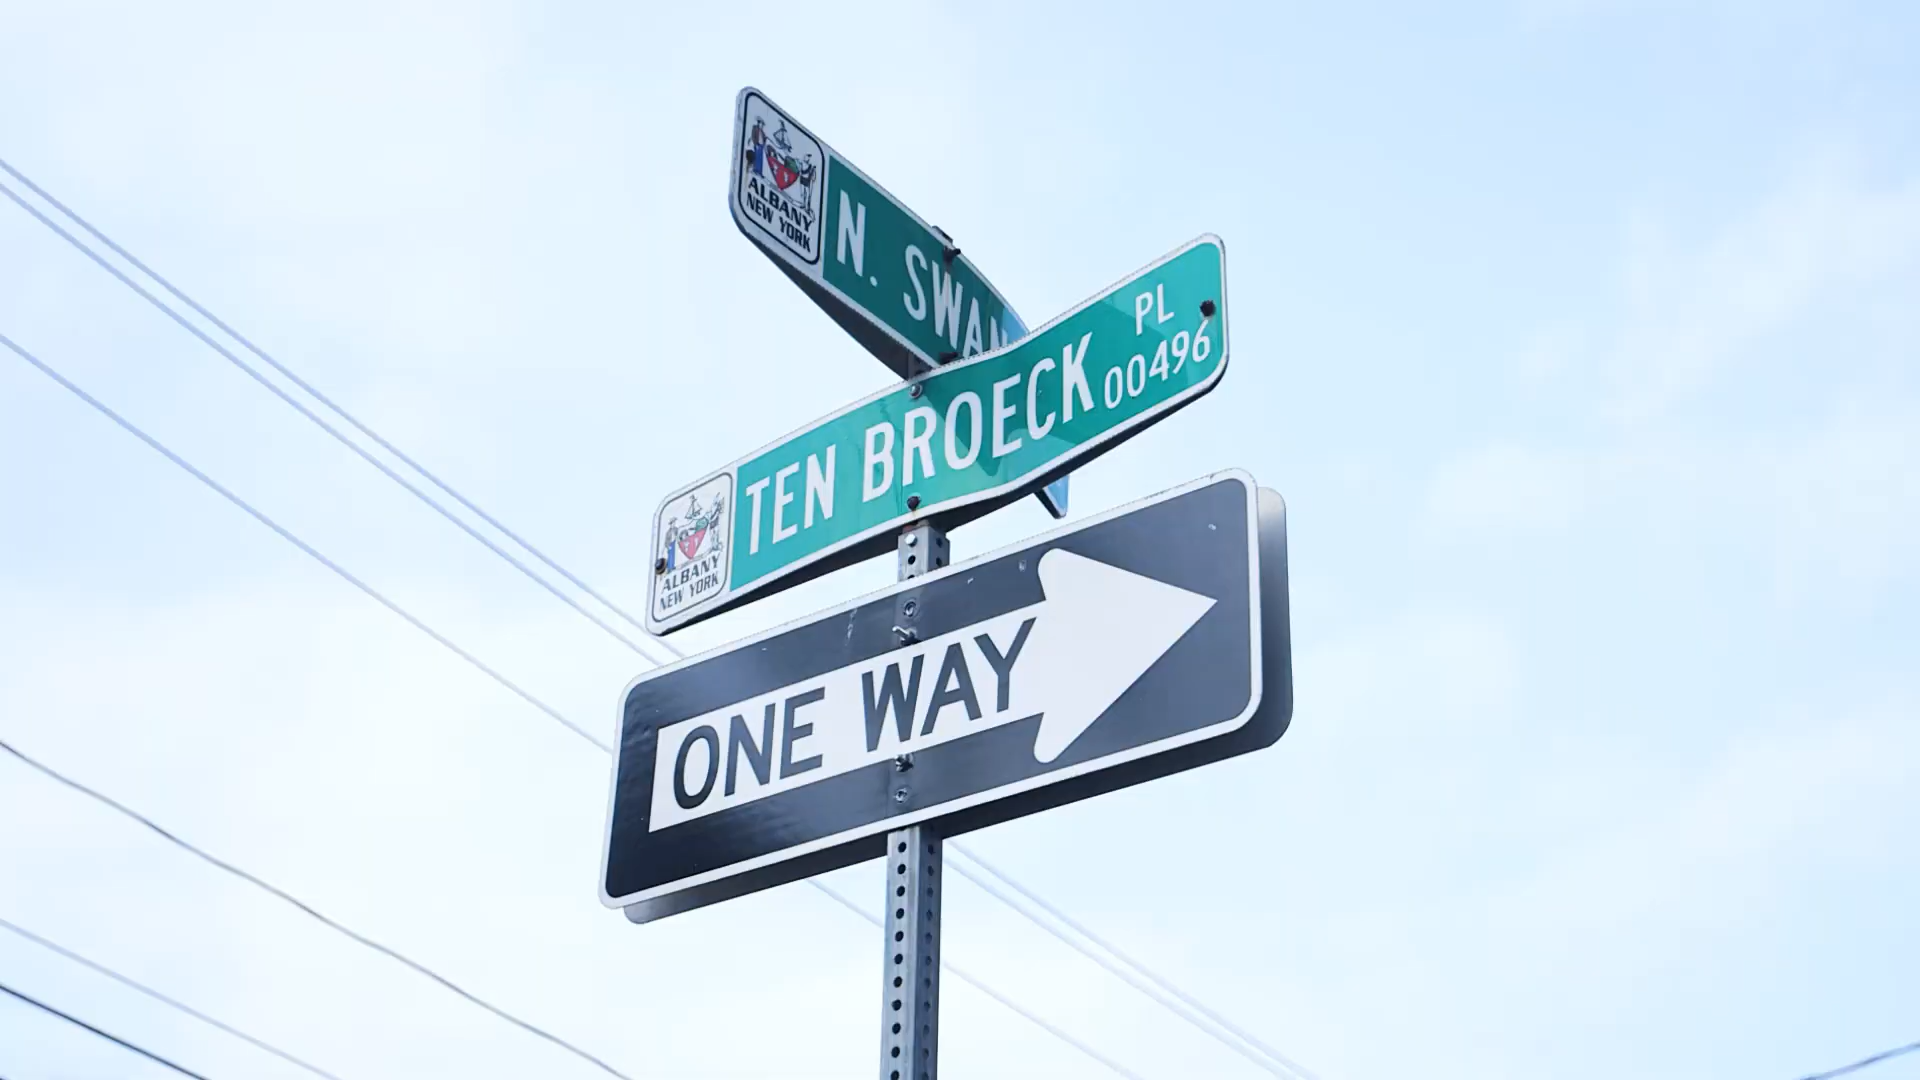 ALBANY
NEW YORK
N. SWAN
TEN BROECK PL
00496
ALBANY
NEW YORK
ONE WAY